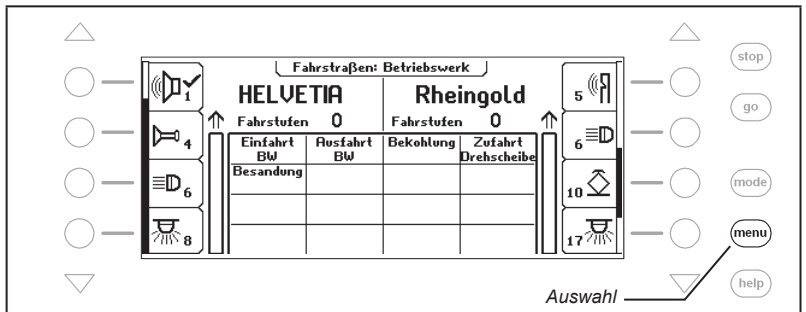 Fahrstraßen: Betriebswerk
HELVETIA Rheingold
Fahrstufen 0 Fahrstufen 0
Einfahrt BW Ausfahrt BW Bekohlung Zufahrt Drehscheibe
Besandung
1
4
6
8
5
6
10
17
stop
go
mode
menu
help
Auswahl